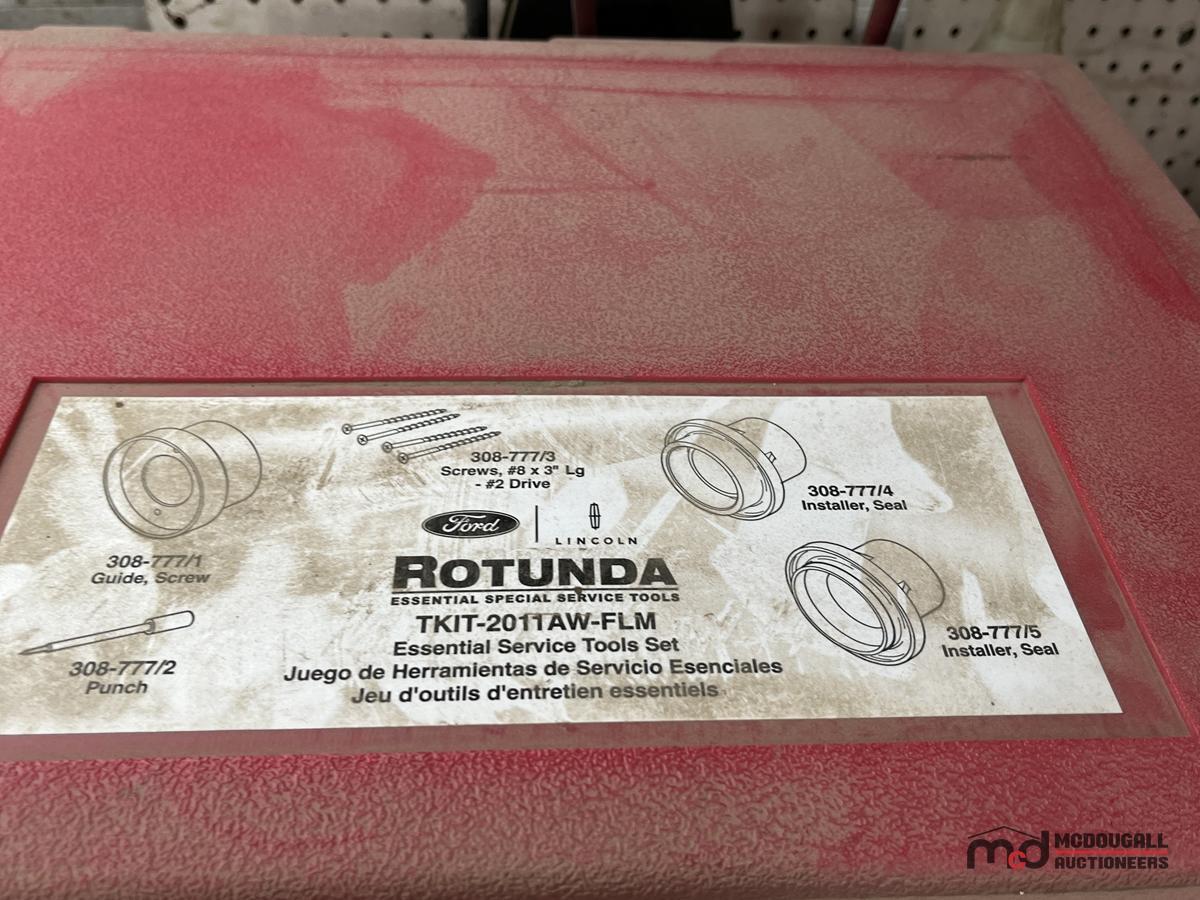 308-777/1
Guide, Screw
308-777/2
Punch
308-777/3
Screws, #8 x 3" Lg
- #2 Drive
Ford
LINCOLN
ROTUNDA
ESSENTIAL SPECIAL SERVICE TOOLS
TKIT-2011AW-FLM
Essential Service Tools Set
Juego de Herramientas de Servicio Esenciales
Jeu d'outils d'entretien essentiels
308-777/4
Installer, Seal
308-777/5
Installer, Seal
mcd MCDOUGALL
AUCTIONEERS